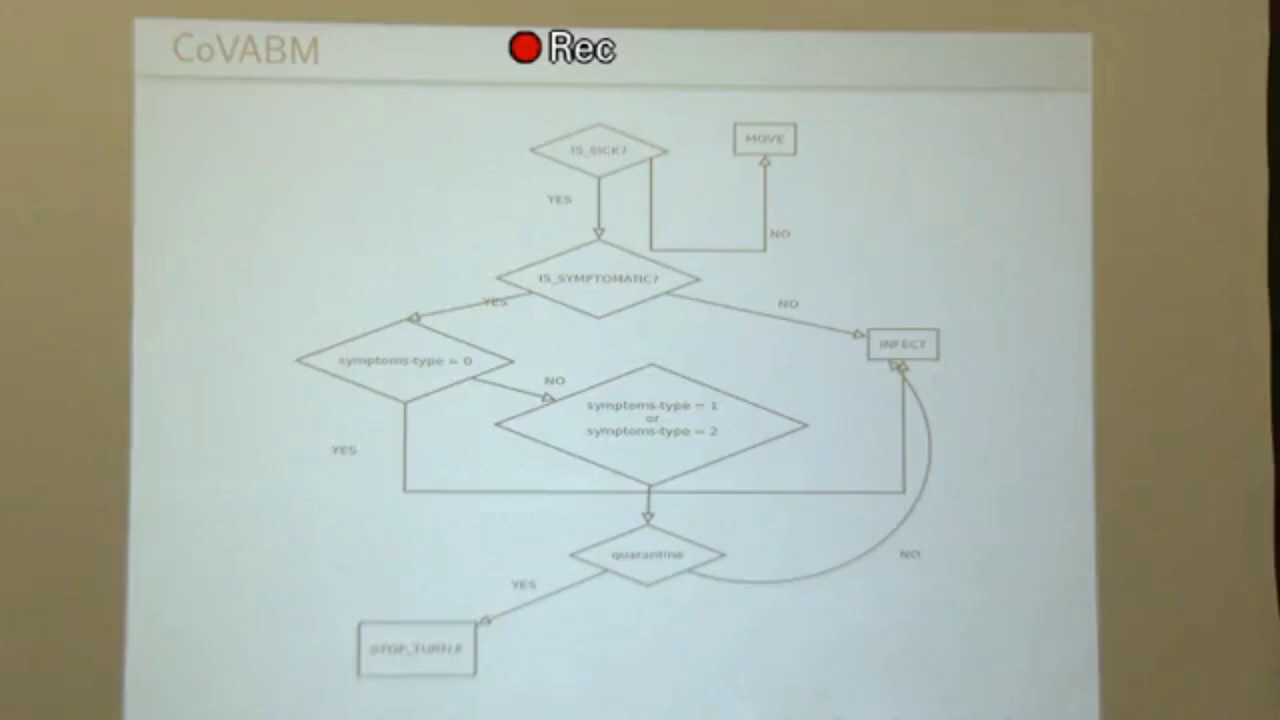 CoVABM
Rec
IS_SICK?
MOVE
YES
NO
IS_SYMPTOMATIC?
YES
NO
INFECT
symptoms-type = 0
NO
symptoms-type = 1
or
symptoms-type = 2
YES
quarantine
NO
YES
STOP_TURTLE